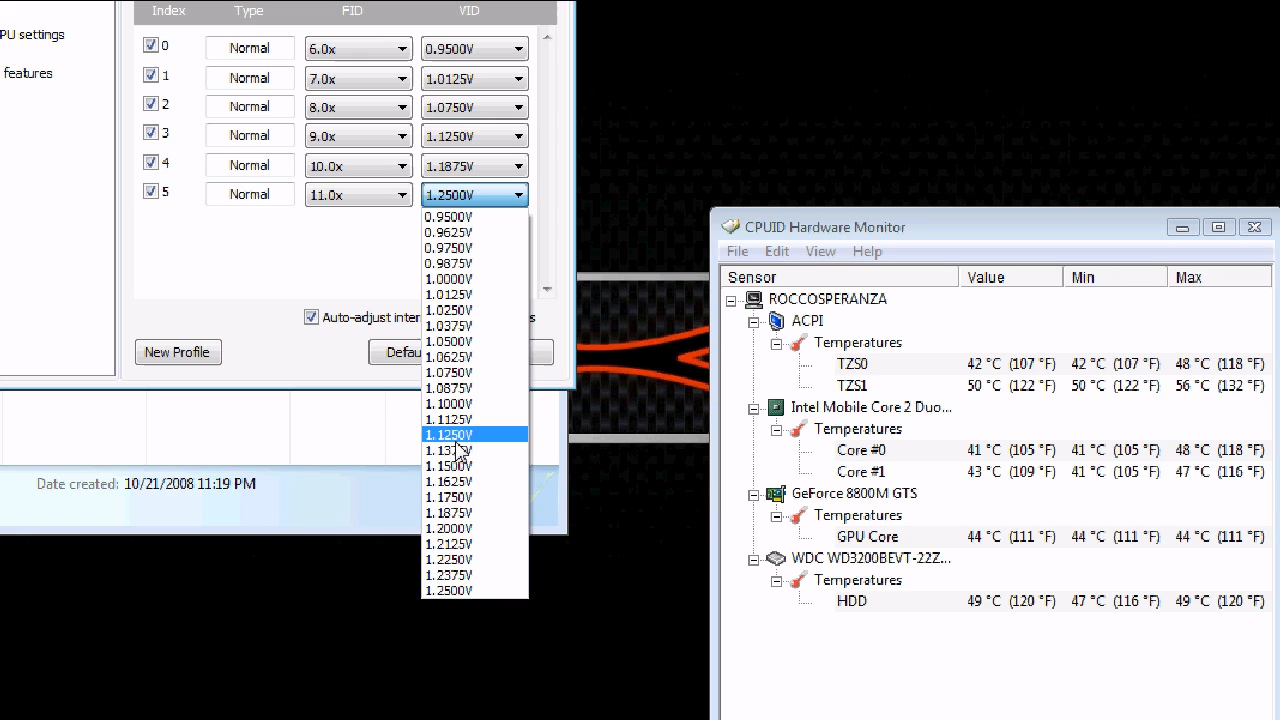 Index Type FID VID
PU settings
features
0 Normal 6.0x 0.9500V
1 Normal 7.0x 1.0125V
2 Normal 8.0x 1.0750V
3 Normal 9.0x 1.1250V
4 Normal 10.0x 1.1875V
5 Normal 11.0x 1.2500V
0.9500V
0.9625V
0.9750V
0.9875V
1.0000V
1.0125V
1.0250V
1.0375V
1.0500V
1.0625V
1.0750V
1.0875V
1.1000V
1.1125V
1.1250V
1.1500V
1.1625V
1.1750V
1.1875V
1.2000V
1.2125V
1.2250V
1.2375V
1.2500V
Auto-adjust inter s
New Profile Defau
Date created: 10/21/2008 11:19 PM
CPUID Hardware Monitor
File Edit View Help
Sensor Value Min Max
ROCCOSPERANZA
ACPI
Temperatures
TZS0 42 °C (107 °F) 42 °C (107 °F) 48 °C (118 °F)
TZS1 50 °C (122 °F) 50 °C (122 °F) 56 °C (132 °F)
Intel Mobile Core 2 Duo...
Temperatures
Core #0 41 °C (105 °F) 41 °C (105 °F) 48 °C (118 °F)
Core #1 43 °C (109 °F) 41 °C (105 °F) 47 °C (116 °F)
GeForce 8800M GTS
Temperatures
GPU Core 44 °C (111 °F) 44 °C (111 °F) 44 °C (111 °F)
WDC WD3200BEVT-22Z...
Temperatures
HDD 49 °C (120 °F) 47 °C (116 °F) 49 °C (120 °F)